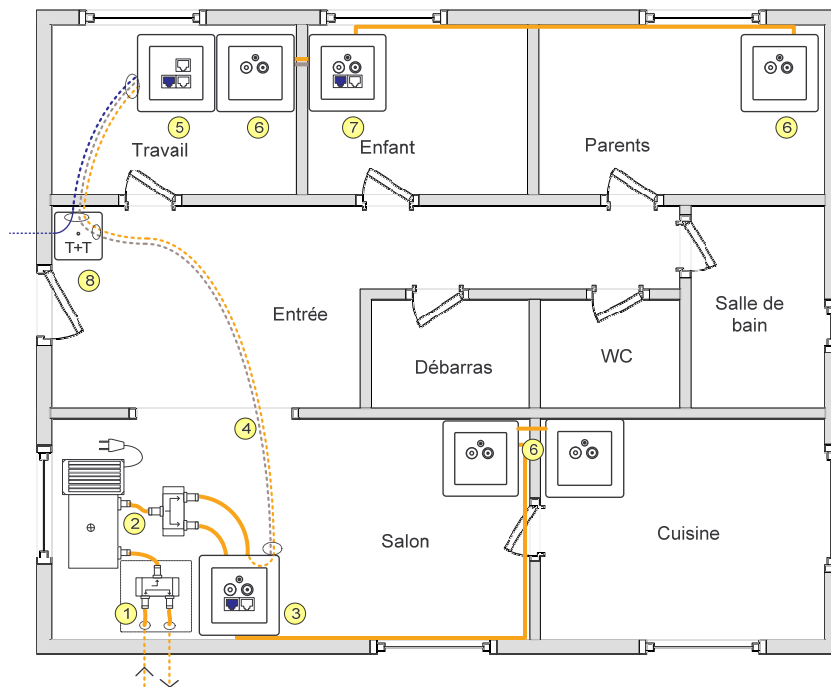 5
6
7
6
Travail
Enfant
Parents
T+T
8
Entrée
Salle de
bain
Débarras
WC
4
6
2
Salon
Cuisine
1
3